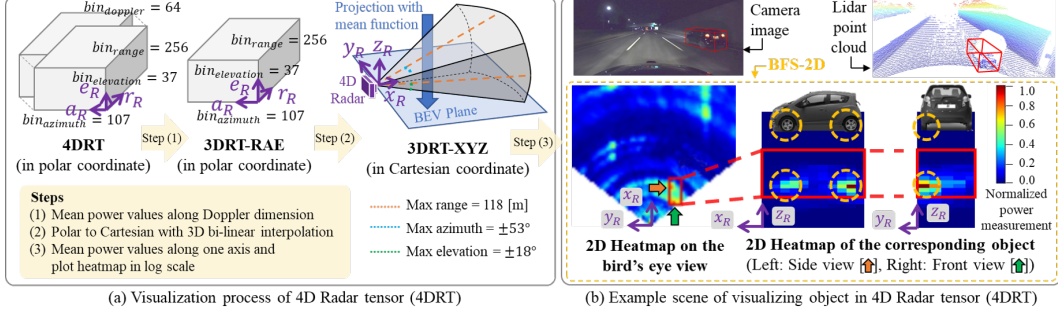 bin_doppler = 64
bin_range = 256
bin_elevation = 37
e_R
a_R
r_R
bin_azimuth = 107
4DRT
(in polar coordinate)
Step (1)
bin_range = 256
bin_elevation = 37
e_R
a_R
r_R
bin_azimuth = 107
3DRT-RAE
(in polar coordinate)
Step (2)
Projection with
mean function
y_R
z_R
x_R
4D
Radar
BEV Plane
3DRT-XYZ
(in Cartesian coordinate)
Step (3)
Steps
(1) Mean power values along Doppler dimension
(2) Polar to Cartesian with 3D bi-linear interpolation
(3) Mean power values along one axis and
plot heatmap in log scale
Max range = 118 [m]
Max azimuth = ±53°
Max elevation = ±18°
(a) Visualization process of 4D Radar tensor (4DRT)
Camera
image
BFS-2D
Lidar
point
cloud
x_R
y_R
2D Heatmap on the
bird's eye view
x_R
z_R
y_R
z_R
1.0
0.8
0.6
0.4
0.2
0.0
Normalized
power
measurement
2D Heatmap of the corresponding object
(Left: Side view [⇧], Right: Front view [⇧])
(b) Example scene of visualizing object in 4D Radar tensor (4DRT)